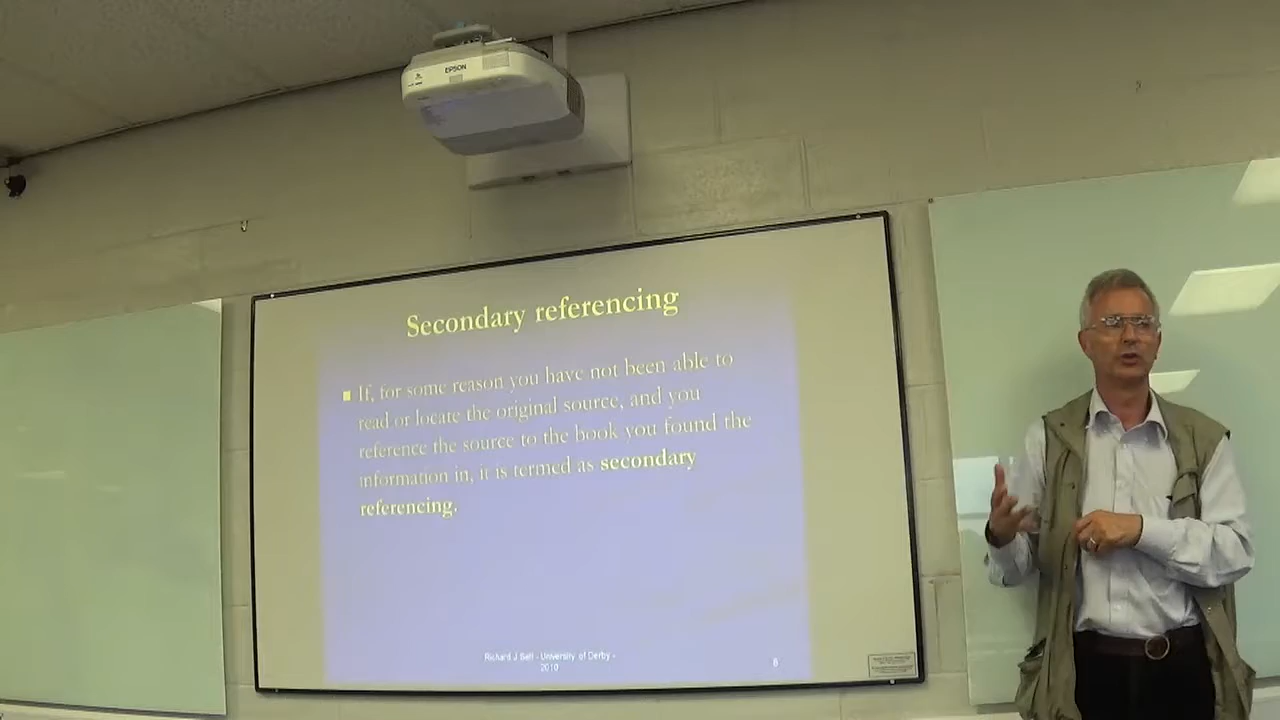 EPSON
Secondary referencing
If, for some reason you have not been able to
read or locate the original source, and you
reference the source to the book you found the
information in, it is termed as secondary
referencing.
Richard J Self - University of Derby -
2010
8